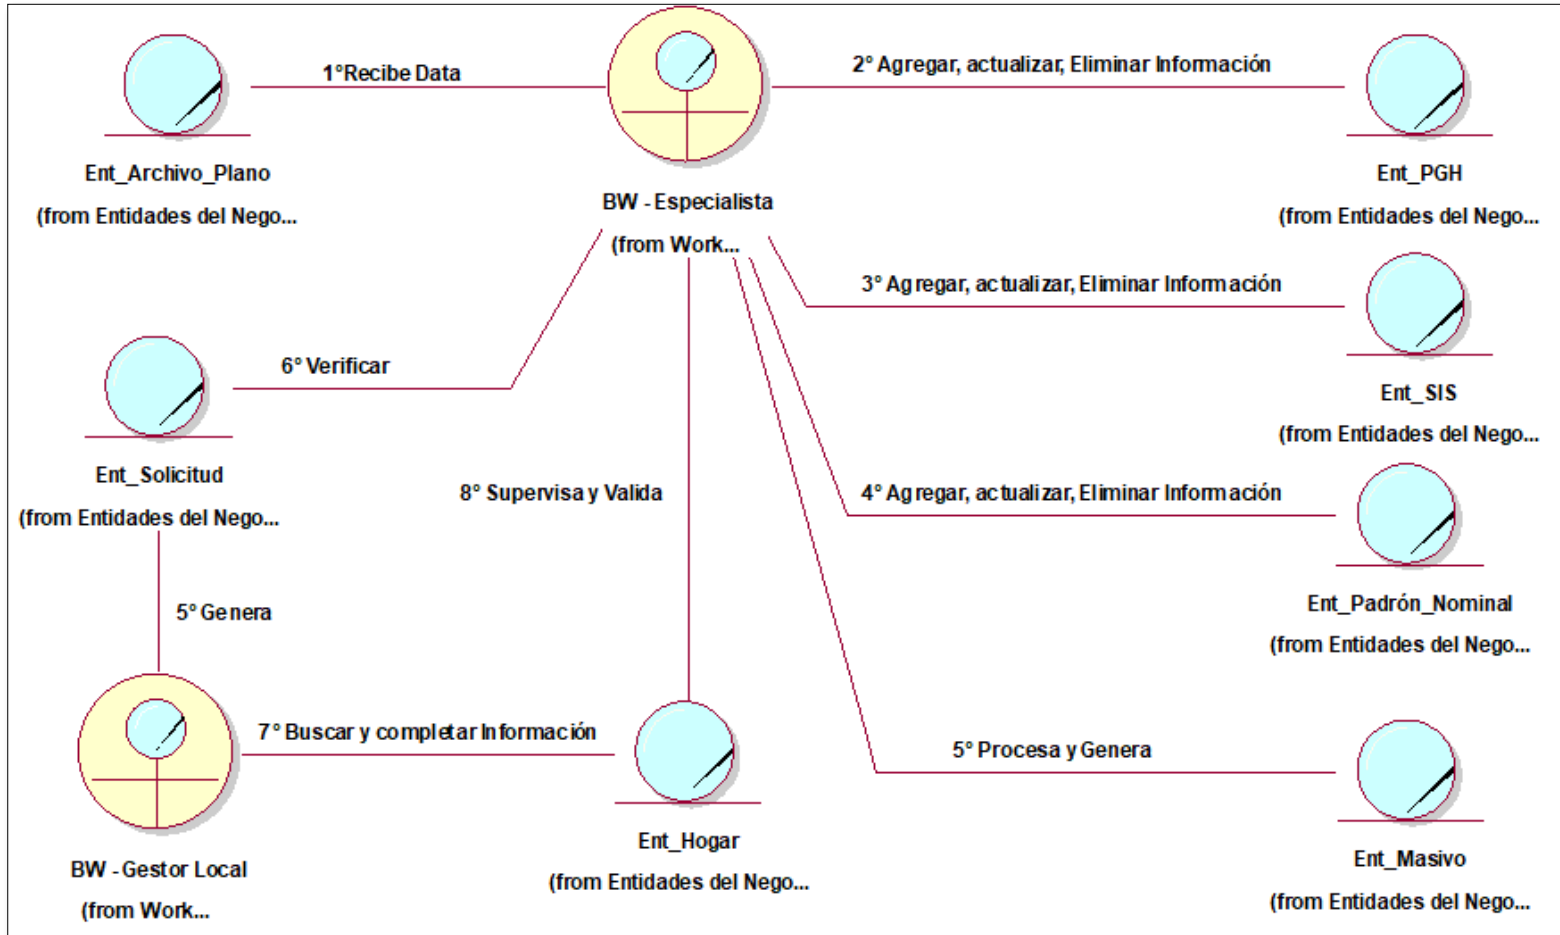 1°Recibe Data
2° Agregar, actualizar, Eliminar Información
Ent_Archivo_Plano
(from Entidades del Nego...
BW - Especialista
(from Work...
Ent_PGH
(from Entidades del Nego...
3° Agregar, actualizar, Eliminar Información
6° Verificar
Ent_SIS
(from Entidades del Nego...
Ent_Solicitud
(from Entidades del Nego...
8° Supervisa y Valida
4° Agregar, actualizar, Eliminar Información
5° Genera
Ent_Padrón_Nominal
(from Entidades del Nego...
7° Buscar y completar Información
5° Procesa y Genera
BW - Gestor Local
(from Work...
Ent_Hogar
(from Entidades del Nego...
Ent_Masivo
(from Entidades del Nego...